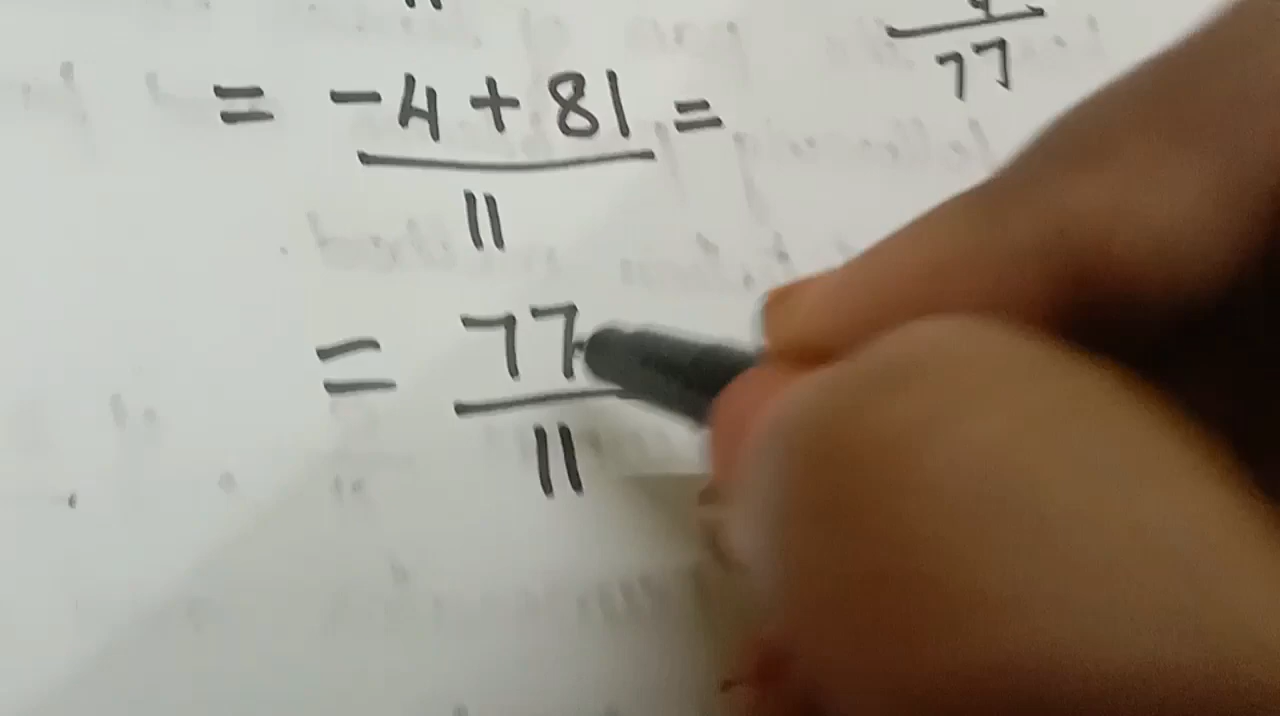 77
= -4 + 81 =
11
= 77
11